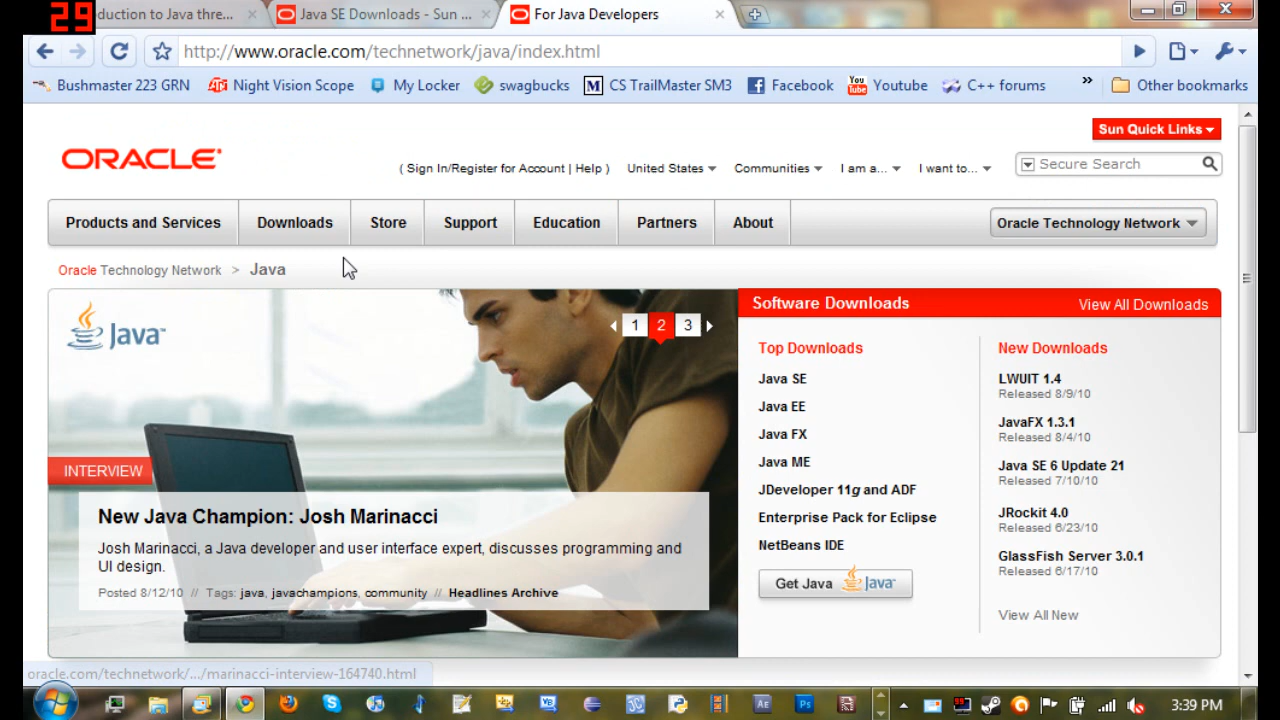 29
duction to Java thre...
Java SE Downloads - Sun ...
For Java Developers
http://www.oracle.com/technetwork/java/index.html
Bushmaster 223 GRN
Night Vision Scope
My Locker
swagbucks
M CS TrailMaster SM3
Facebook
You Tube Youtube
C++ forums
»
Other bookmarks
Sun Quick Links
ORACLE
( Sign In/Register for Account | Help )
United States
Communities
I am a...
I want to...
Secure Search
Products and Services
Downloads
Store
Support
Education
Partners
About
Oracle Technology Network
Oracle Technology Network > Java
Java™
1 2 3
INTERVIEW
New Java Champion: Josh Marinacci
Josh Marinacci, a Java developer and user interface expert, discusses programming and
UI design.
Posted 8/12/10 // Tags: java, javachampions, community // Headlines Archive
Software Downloads
View All Downloads
Top Downloads
Java SE
Java EE
Java FX
Java ME
JDeveloper 11g and ADF
Enterprise Pack for Eclipse
NetBeans IDE
Get Java Java™
New Downloads
LWUIT 1.4
Released 8/9/10
JavaFX 1.3.1
Released 8/4/10
Java SE 6 Update 21
Released 7/10/10
JRockit 4.0
Released 6/23/10
GlassFish Server 3.0.1
Released 6/17/10
View All New
oracle.com/technetwork/.../marinacci-interview-164740.html
Ae
Ps
3:39 PM